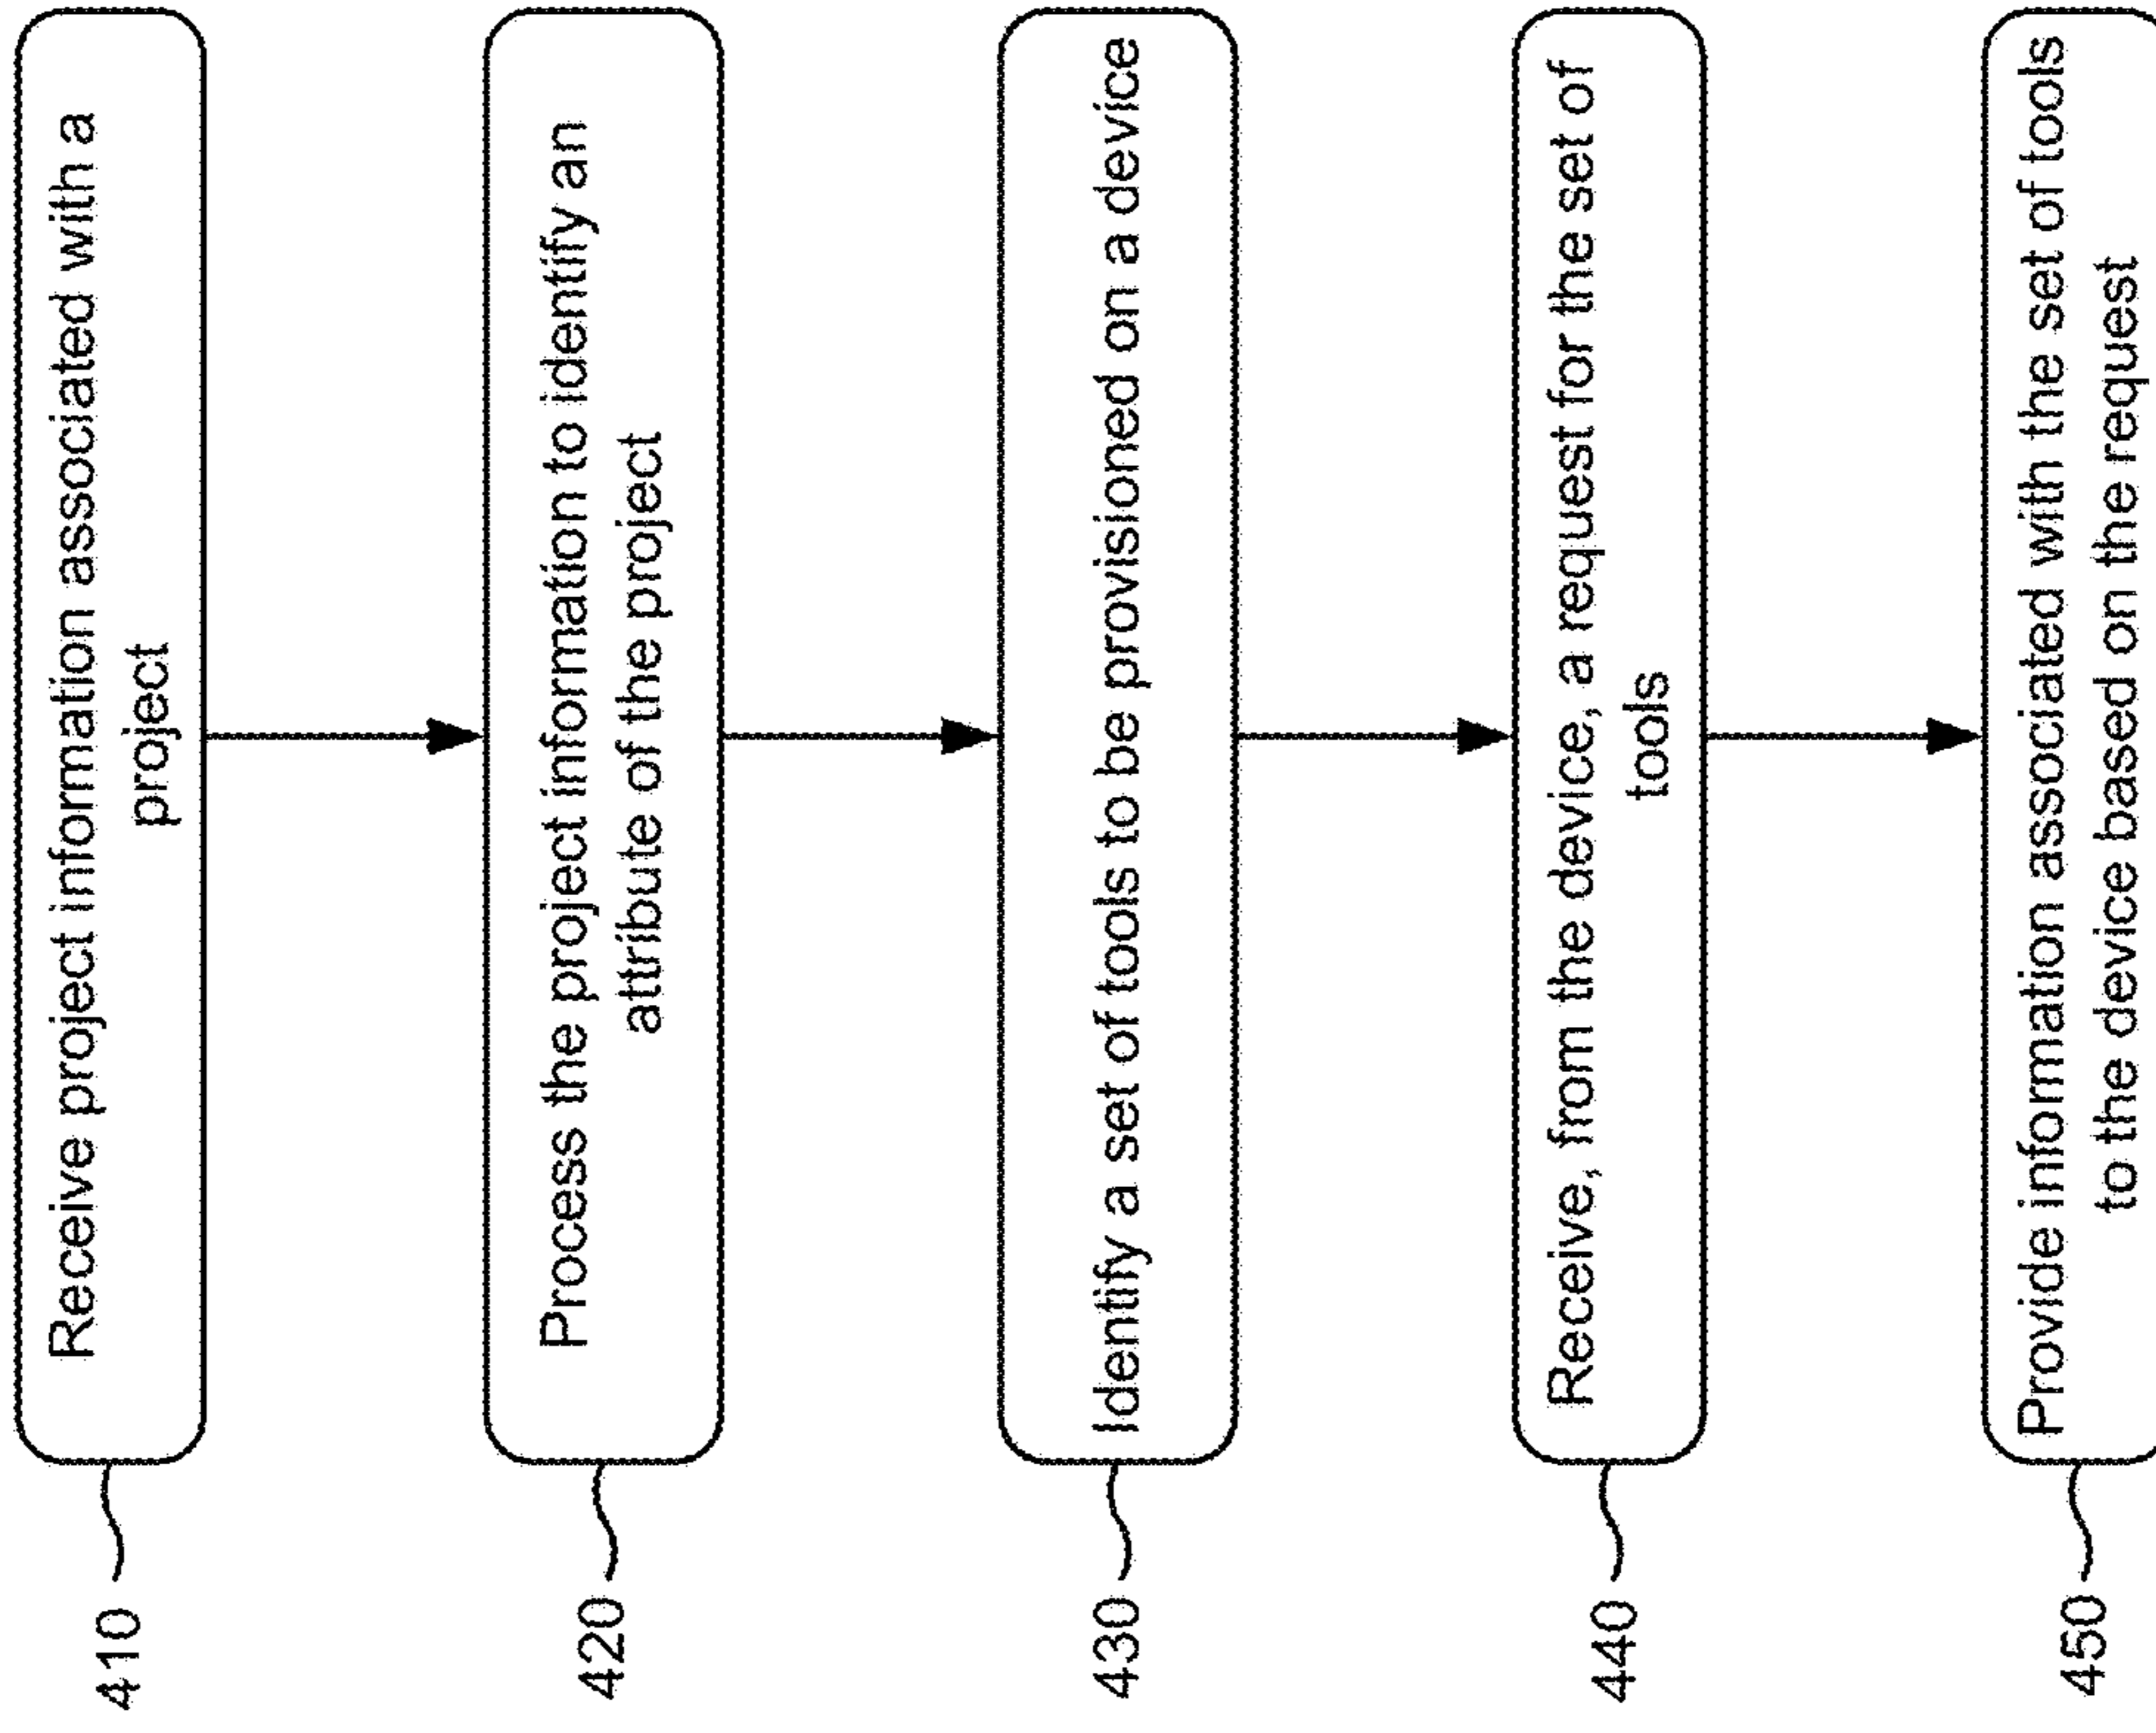 410
Receive project information associated with a
project
420
Process the project information to identify an
attribute of the project
430
Identify a set of tools to be provisioned on a device
440
Receive, from the device, a request for the set of
tools
450
Provide information associated with the set of tools
to the device based on the request